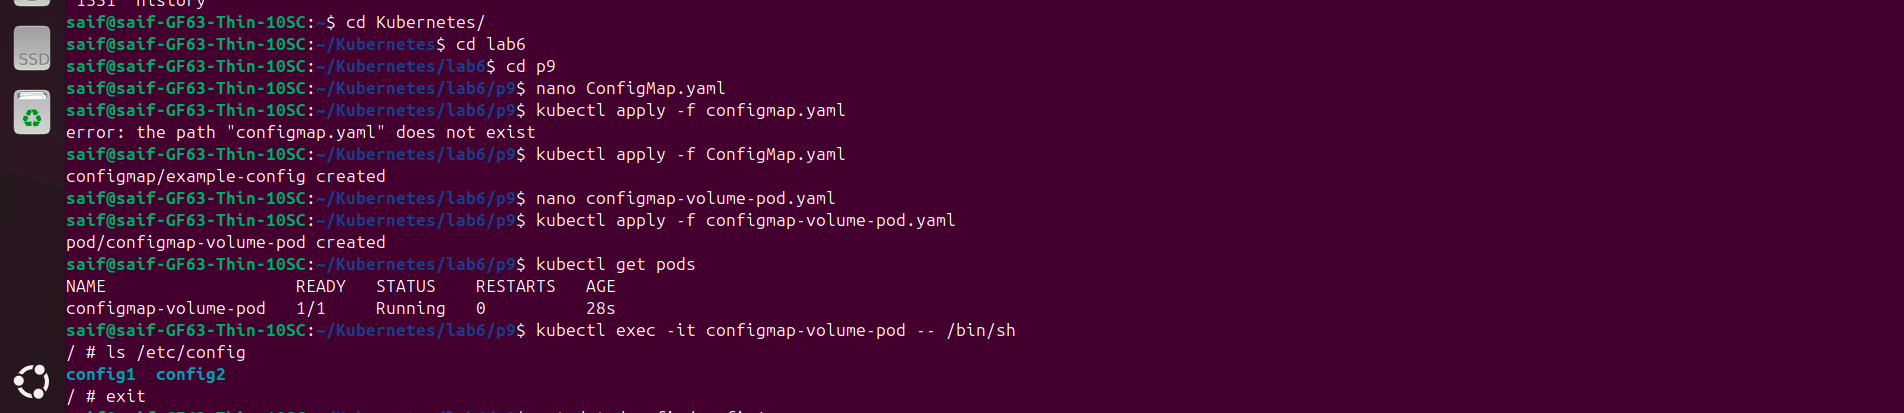 1331  history
saif@saif-GF63-Thin-10SC:~$ cd Kubernetes/
saif@saif-GF63-Thin-10SC:~/Kubernetes$ cd lab6
saif@saif-GF63-Thin-10SC:~/Kubernetes/lab6$ cd p9
saif@saif-GF63-Thin-10SC:~/Kubernetes/lab6/p9$ nano ConfigMap.yaml
saif@saif-GF63-Thin-10SC:~/Kubernetes/lab6/p9$ kubectl apply -f configmap.yaml
error: the path "configmap.yaml" does not exist
saif@saif-GF63-Thin-10SC:~/Kubernetes/lab6/p9$ kubectl apply -f ConfigMap.yaml
configmap/example-config created
saif@saif-GF63-Thin-10SC:~/Kubernetes/lab6/p9$ nano configmap-volume-pod.yaml
saif@saif-GF63-Thin-10SC:~/Kubernetes/lab6/p9$ kubectl apply -f configmap-volume-pod.yaml
pod/configmap-volume-pod created
saif@saif-GF63-Thin-10SC:~/Kubernetes/lab6/p9$ kubectl get pods
NAME                   READY   STATUS    RESTARTS   AGE
configmap-volume-pod   1/1     Running   0          28s
saif@saif-GF63-Thin-10SC:~/Kubernetes/lab6/p9$ kubectl exec -it configmap-volume-pod -- /bin/sh
/ # ls /etc/config
config1  config2
/ # exit
SSD